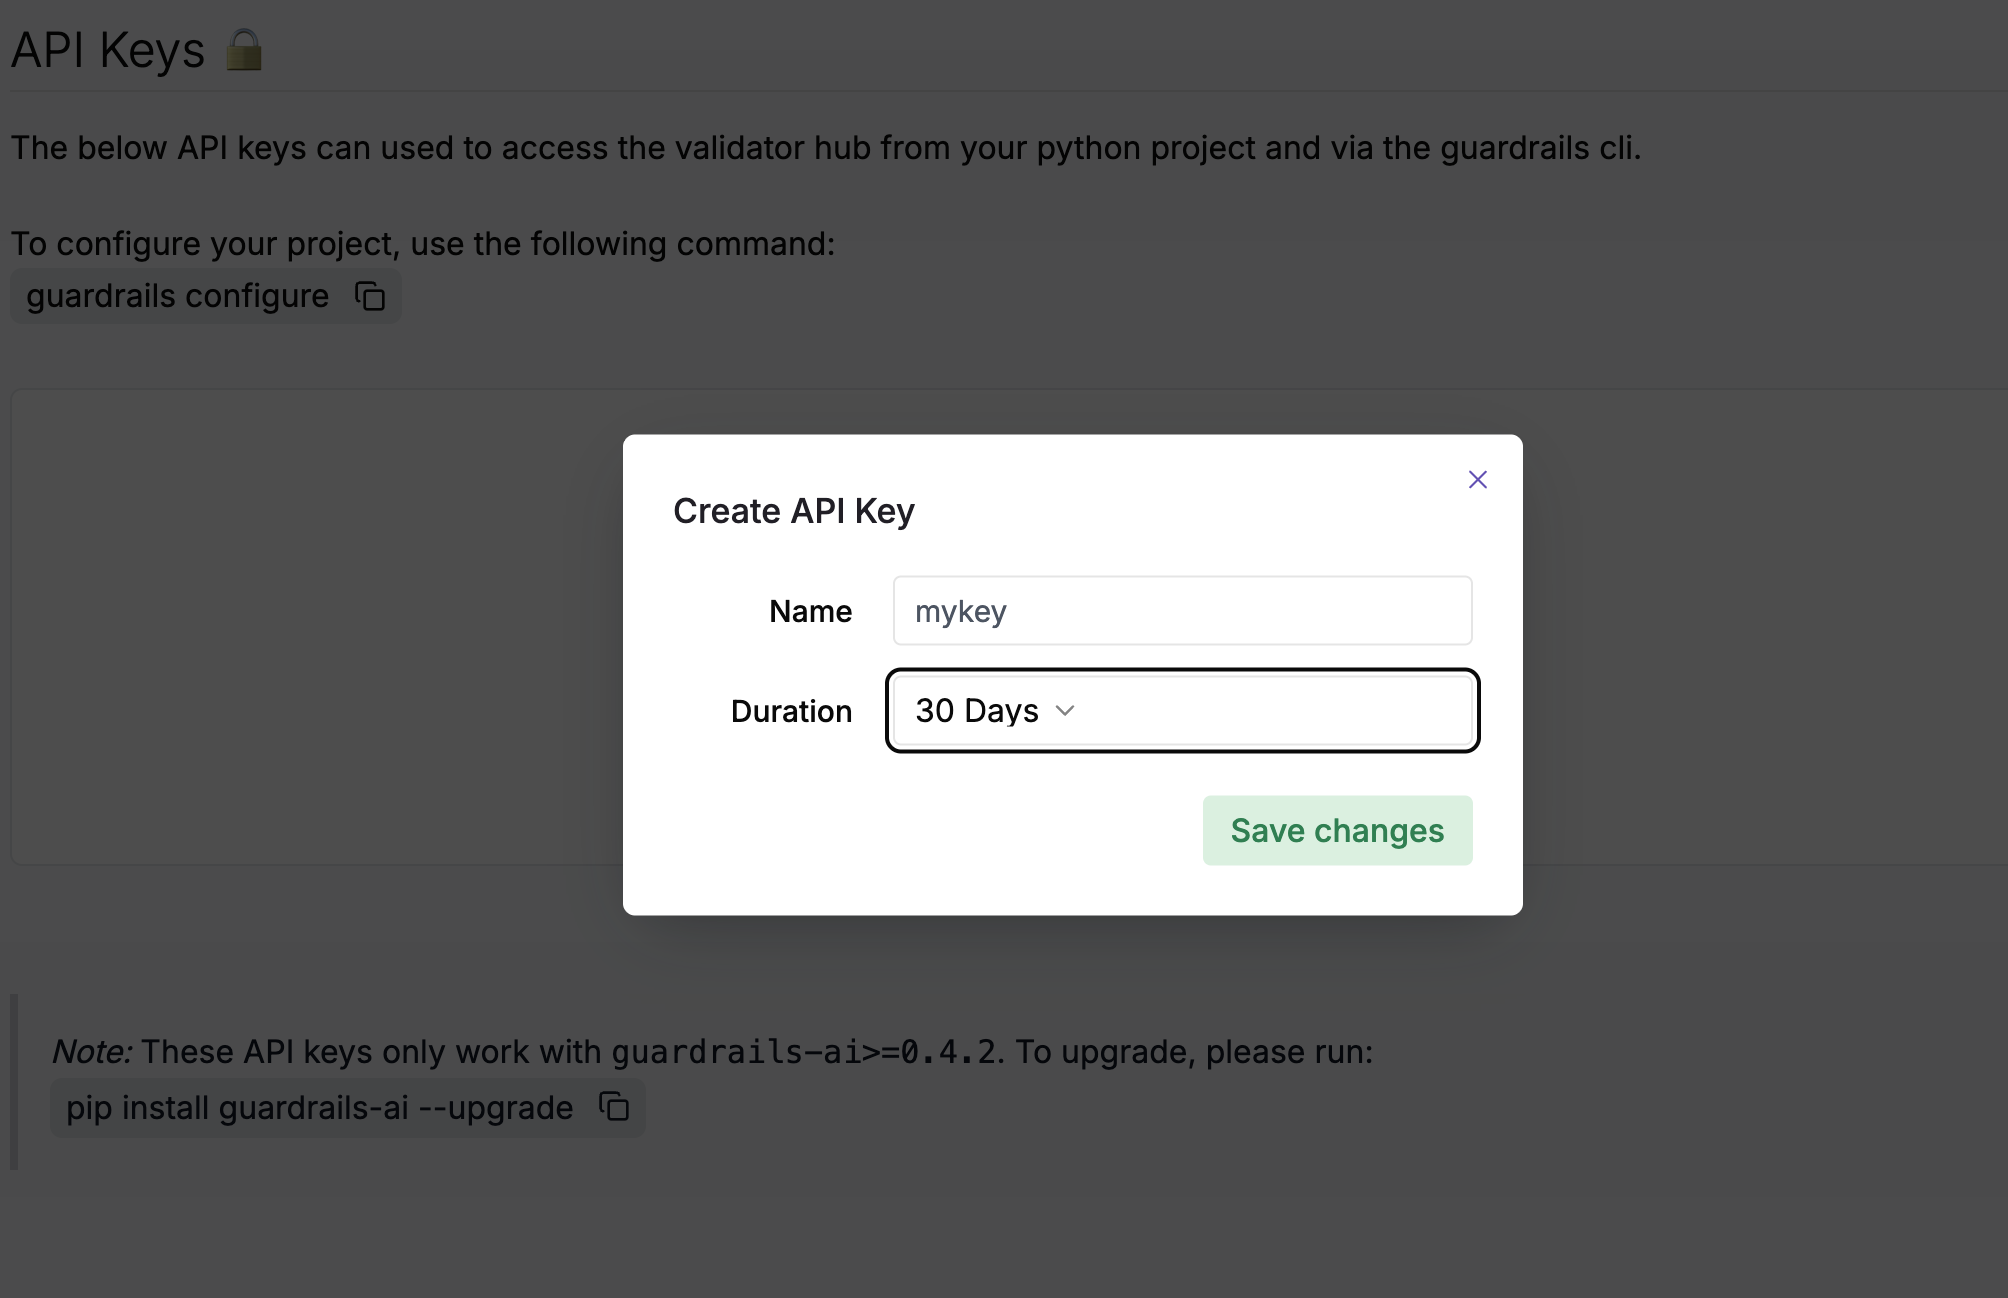 API Keys 🔒
The below API keys can used to access the validator hub from your python project and via the guardrails cli.
To configure your project, use the following command:
guardrails configure
Create API Key
Name
mykey
Duration
30 Days
Save changes
Note: These API keys only work with guardrails-ai>=0.4.2. To upgrade, please run:
pip install guardrails-ai --upgrade